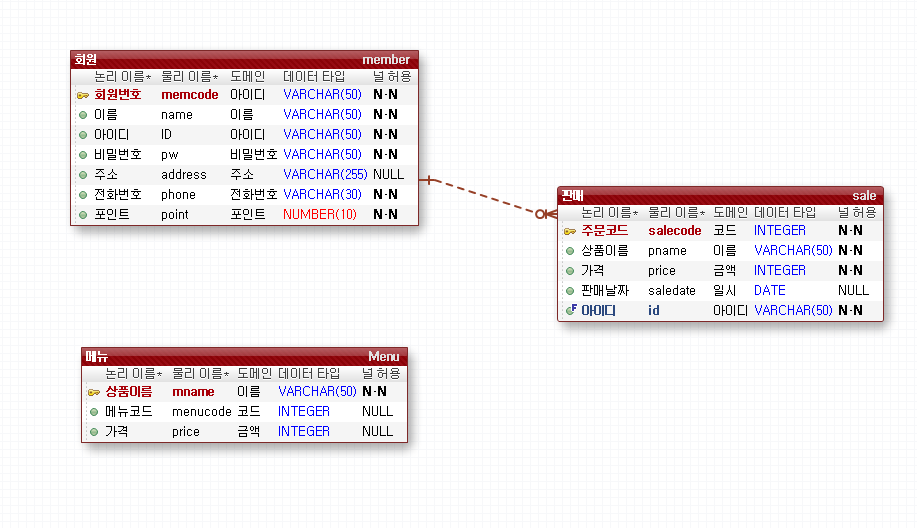 회원 member
논리 이름* 물리 이름* 도메인 데이터 타입 널 허용
회원번호 memcode 아이디 VARCHAR(50) N·N
이름 name 이름 VARCHAR(50) N·N
아이디 ID 아이디 VARCHAR(50) N·N
비밀번호 pw 비밀번호 VARCHAR(50) N·N
주소 address 주소 VARCHAR(255) NULL
전화번호 phone 전화번호 VARCHAR(30) N·N
포인트 point 포인트 NUMBER(10) N·N
판매 sale
논리 이름* 물리 이름* 도메인 데이터 타입 널 허용
주문코드 salecode 코드 INTEGER N·N
상품이름 pname 이름 VARCHAR(50) N·N
가격 price 금액 INTEGER N·N
판매날짜 saledate 일시 DATE NULL
F 아이디 id 아이디 VARCHAR(50) N·N
메뉴 Menu
논리 이름* 물리 이름* 도메인 데이터 타입 널 허용
상품이름 mname 이름 VARCHAR(50) N·N
메뉴코드 menucode 코드 INTEGER NULL
가격 price 금액 INTEGER NULL